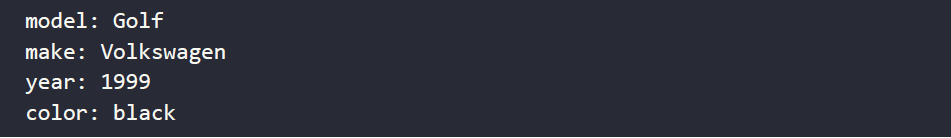 model: Golf
make: Volkswagen
year: 1999
color: black